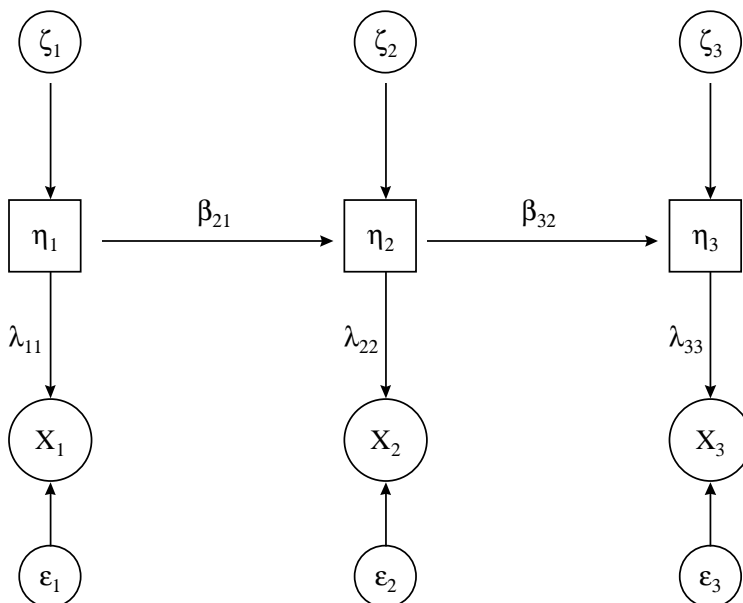 ζ₁ ζ₂ ζ₃
β₂₁ β₃₂
η₁ η₂ η₃
λ₁₁ λ₂₂ λ₃₃
X₁ X₂ X₃
ε₁ ε₂ ε₃